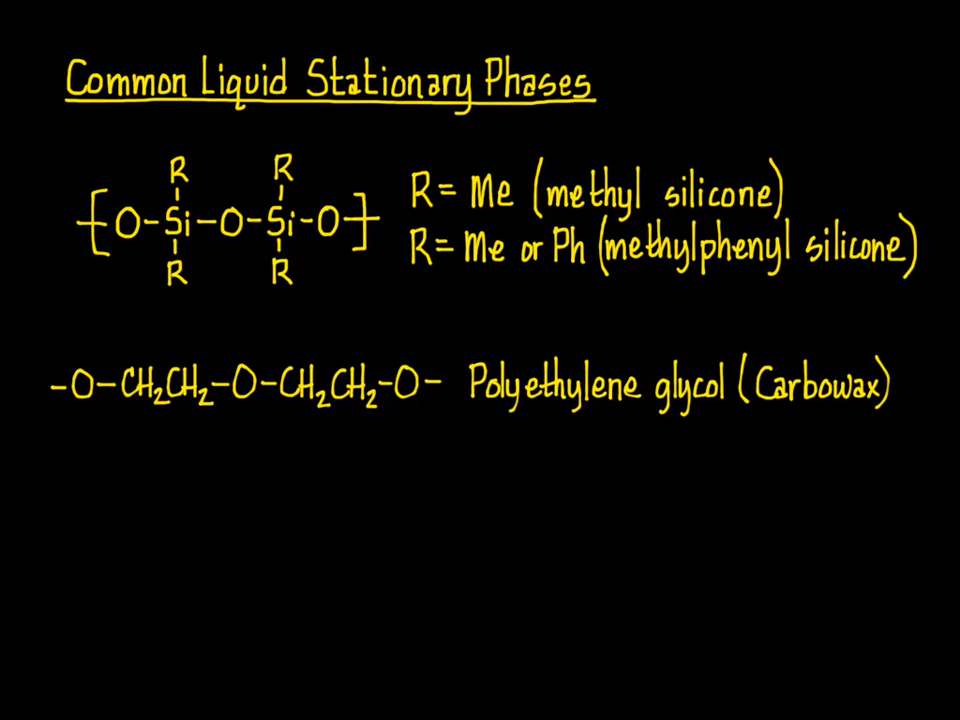 Common Liquid Stationary Phases
R R
[O-Si-O-Si-O] R = Me (methyl silicone)
R R R = Me or Ph (methylphenyl silicone)
-O-CH₂CH₂-O-CH₂CH₂-O- Polyethylene glycol (Carbowax)